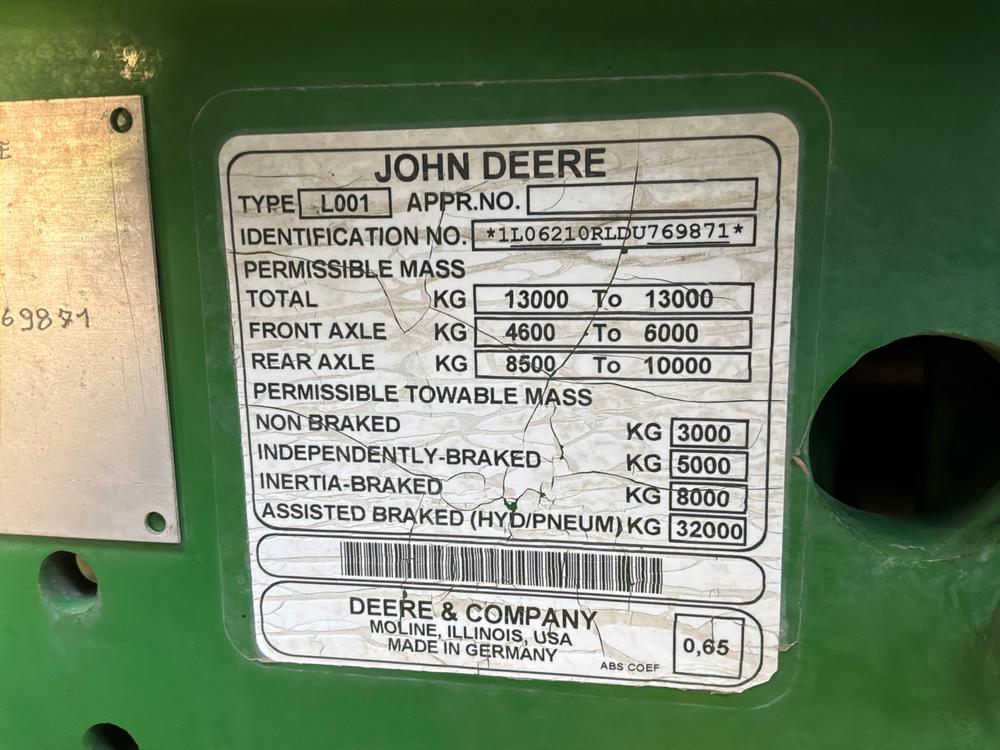 E
69871
JOHN DEERE
TYPE L001 APPR.NO.
IDENTIFICATION NO. *1L06210RLDU769871*
PERMISSIBLE MASS
TOTAL KG 13000 To 13000
FRONT AXLE KG 4600 To 6000
REAR AXLE KG 8500 To 10000
PERMISSIBLE TOWABLE MASS
NON BRAKED KG 3000
INDEPENDENTLY-BRAKED KG 5000
INERTIA-BRAKED KG 8000
ASSISTED BRAKED (HYD/PNEUM) KG 32000
DEERE & COMPANY
MOLINE, ILLINOIS, USA
MADE IN GERMANY
ABS COEF 0,65